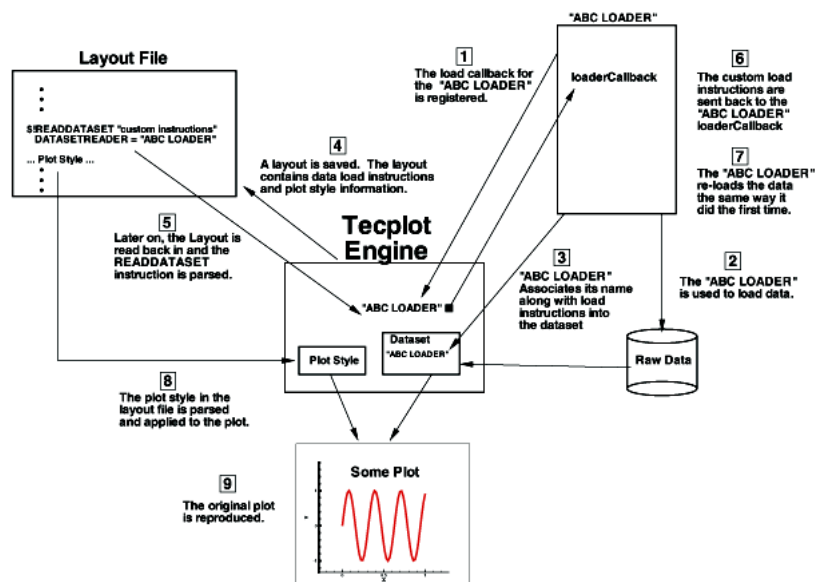 "ABC LOADER"
Layout File
1
The load callback for
the "ABC LOADER"
is registered.
loaderCallback
6
The custom load
instructions are
sent back to the
"ABC LOADER"
loaderCallback
$!READDATASET "custom instructions"
DATASETREADER = "ABC LOADER"
... Plot Style ...
4
A layout is saved. The layout
contains data load instructions
and plot style information.
7
The "ABC LOADER"
re-loads the data
the same way it
did the first time.
5
Later on, the Layout is
read back in and the
READDATASET
instruction is parsed.
Tecplot
Engine
3
"ABC LOADER"
Associates its name
along with load
instructions into
the dataset
2
The "ABC LOADER"
is used to load data.
"ABC LOADER"
Dataset
"ABC LOADER"
Plot Style
Raw Data
8
The plot style in the
layout file is parsed
and applied to the plot.
Some Plot
9
The original plot
is reproduced.